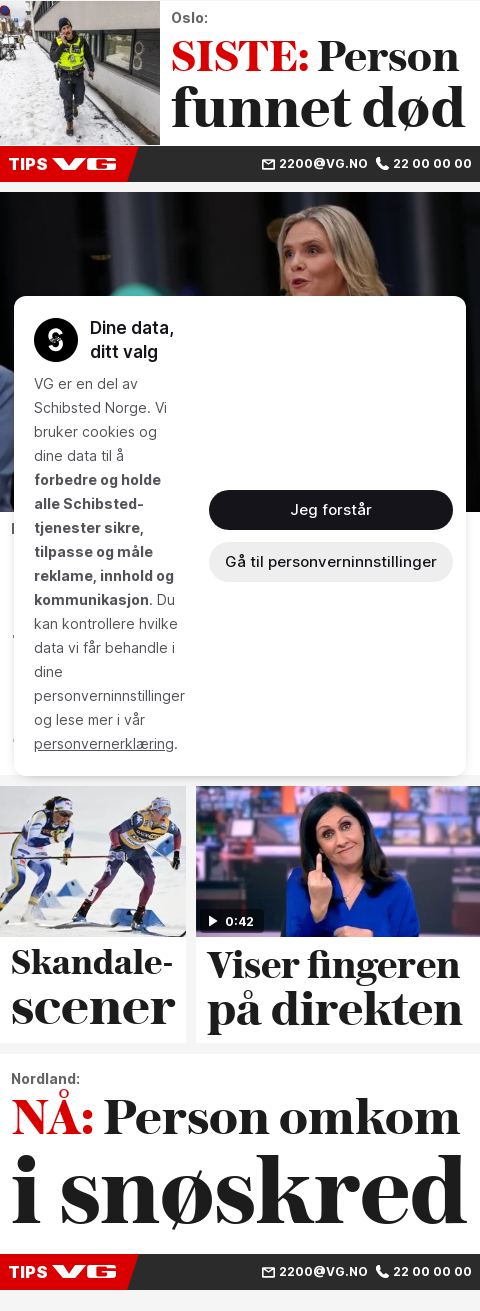 Oslo:
SISTE: Person
funnet død
TIPS VG
2200@VG.NO 22 00 00 00
Dine data,
ditt valg
VG er en del av
Schibsted Norge. Vi
bruker cookies og
dine data til å
forbedre og holde
alle Schibsted-
tjenester sikre,
tilpasse og måle
reklame, innhold og
kommunikasjon. Du
kan kontrollere hvilke
data vi får behandle i
dine
personverninnstillinger
og lese mer i vår
personvernerklæring.
Jeg forstår
Gå til personverninnstillinger
0:42
Skandale-
scener
Viser fingeren
på direkten
Nordland:
NÅ: Person omkom
i snøskred
TIPS VG
2200@VG.NO 22 00 00 00